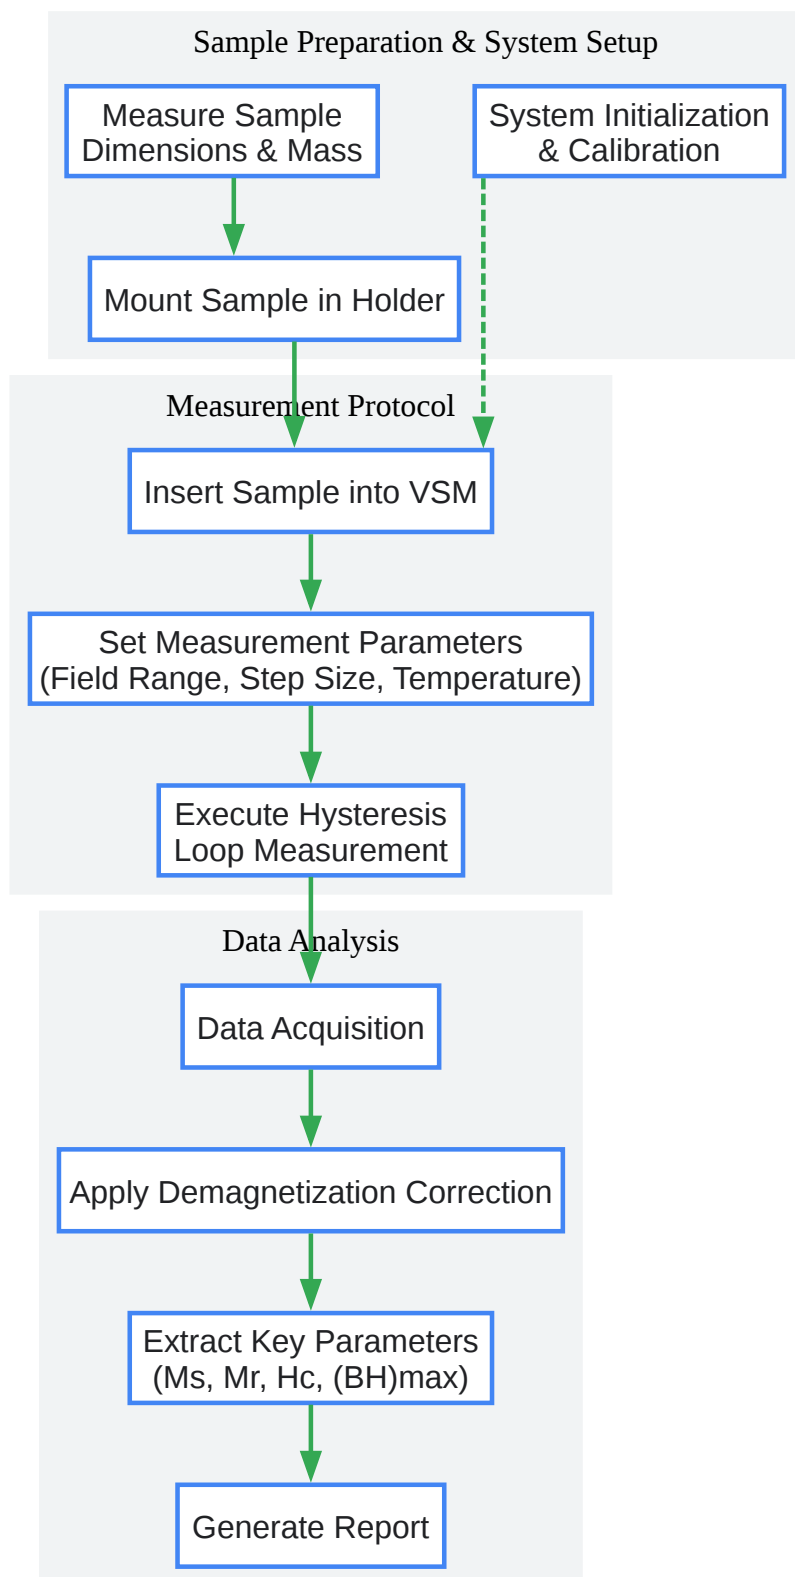 Sample Preparation & System Setup
Measure Sample
Dimensions & Mass
System Initialization
& Calibration
Mount Sample in Holder
Measurement Protocol
Insert Sample into VSM
Set Measurement Parameters
(Field Range, Step Size, Temperature)
Execute Hysteresis
Loop Measurement
Data Analysis
Data Acquisition
Apply Demagnetization Correction
Extract Key Parameters
(Ms, Mr, Hc, (BH)max)
Generate Report